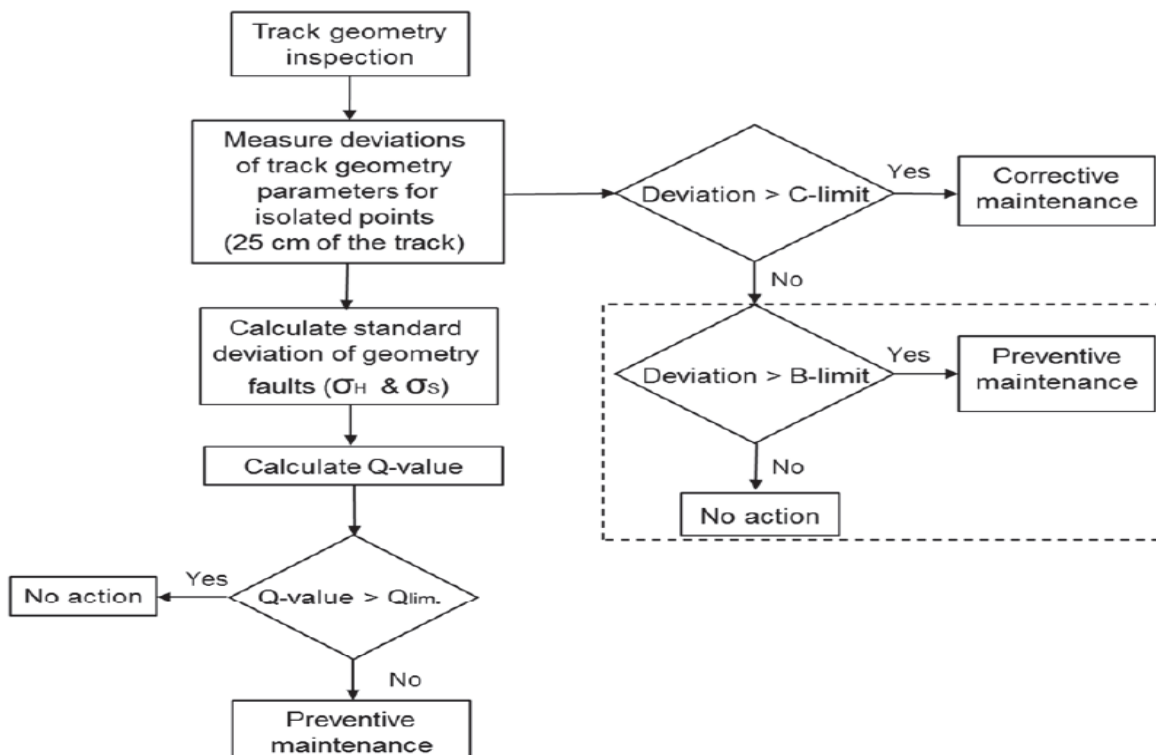 Track geometry
inspection
Measure deviations
of track geometry
parameters for
isolated points
(25 cm of the track)
Deviation > C-limit
Yes
Corrective
maintenance
No
Calculate standard
deviation of geometry
faults (σH & σS)
Deviation > B-limit
Yes
Preventive
maintenance
No
No action
Calculate Q-value
Q-value > Qlim.
Yes
No action
No
Preventive
maintenance